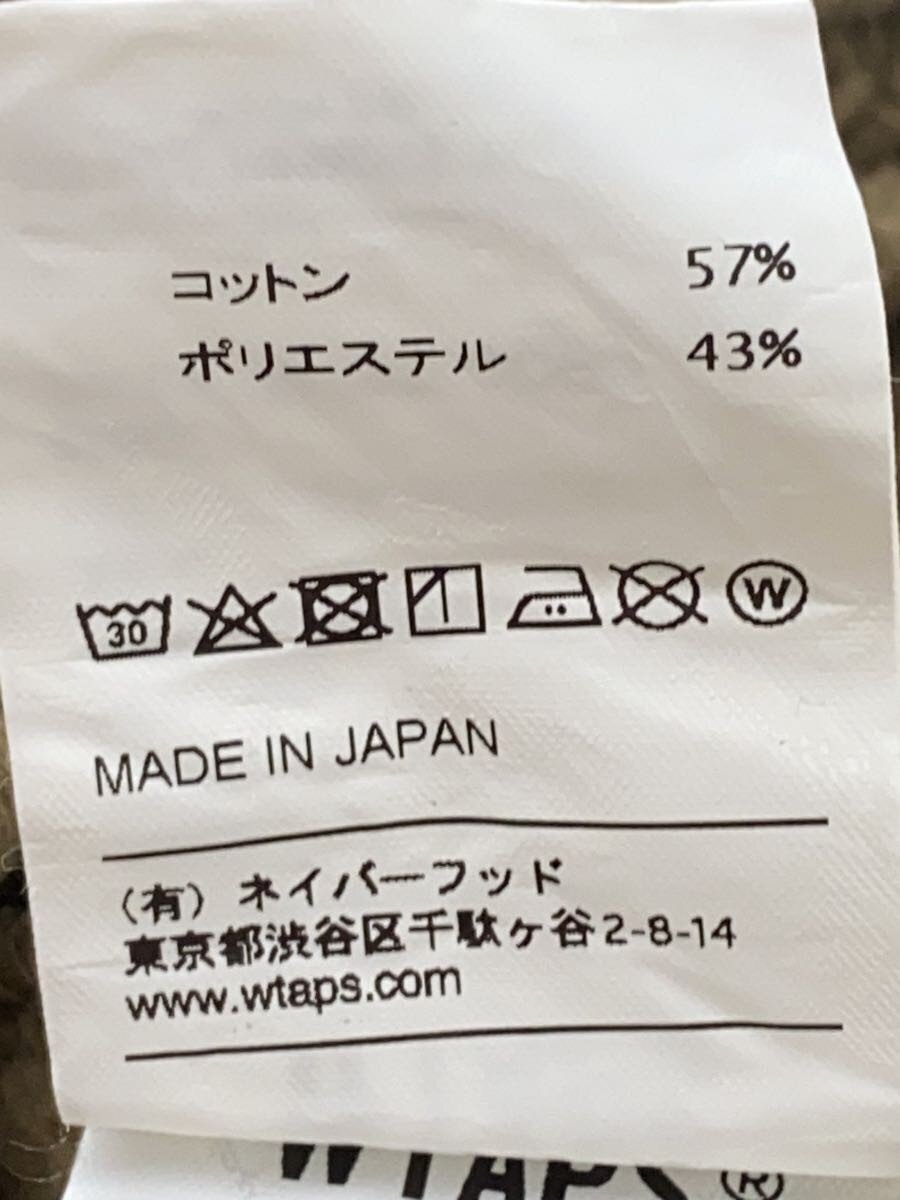 コットン 57%
ポリエステル 43%
30 W
MADE IN JAPAN
(有) ネイバーフッド
東京都渋谷区千駄ヶ谷2-8-14
www.wtaps.com
WTAPS®